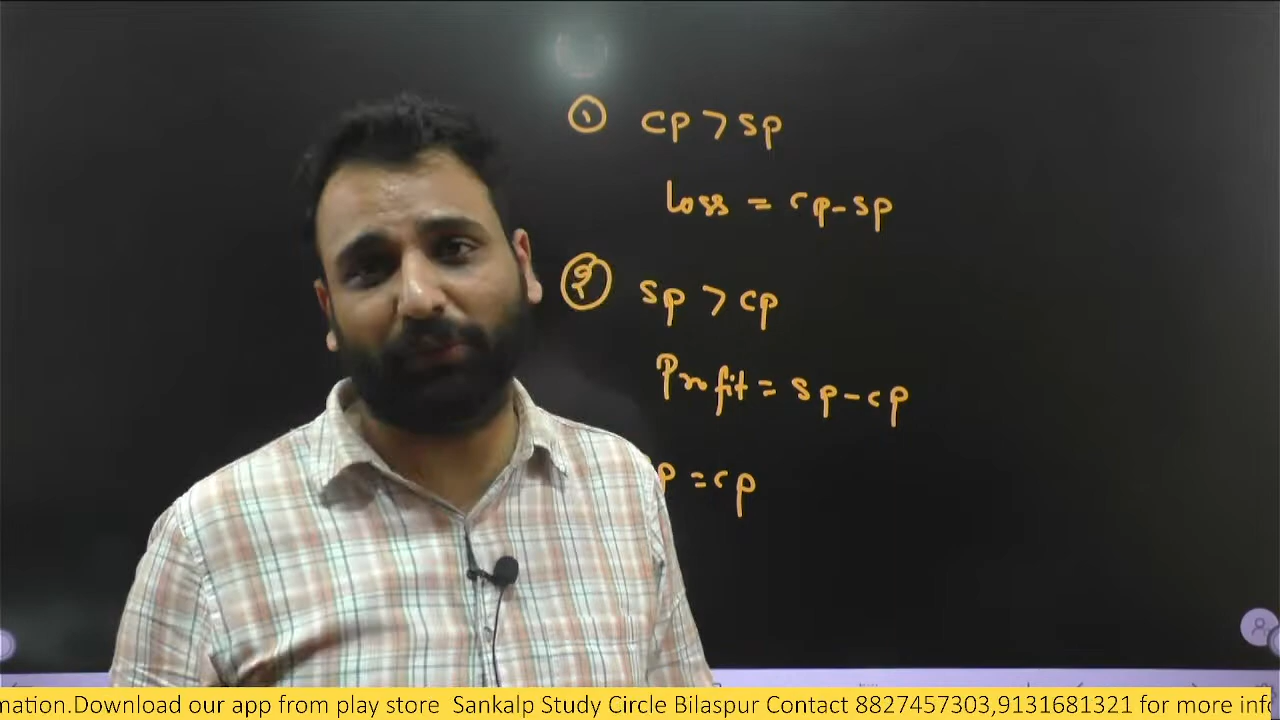 ① cp > sp
Loss = cp - sp
② sp > cp
Profit = sp - cp
p = cp
mation.Download our app from play store Sankalp Study Circle Bilaspur Contact 8827457303,9131681321 for more info